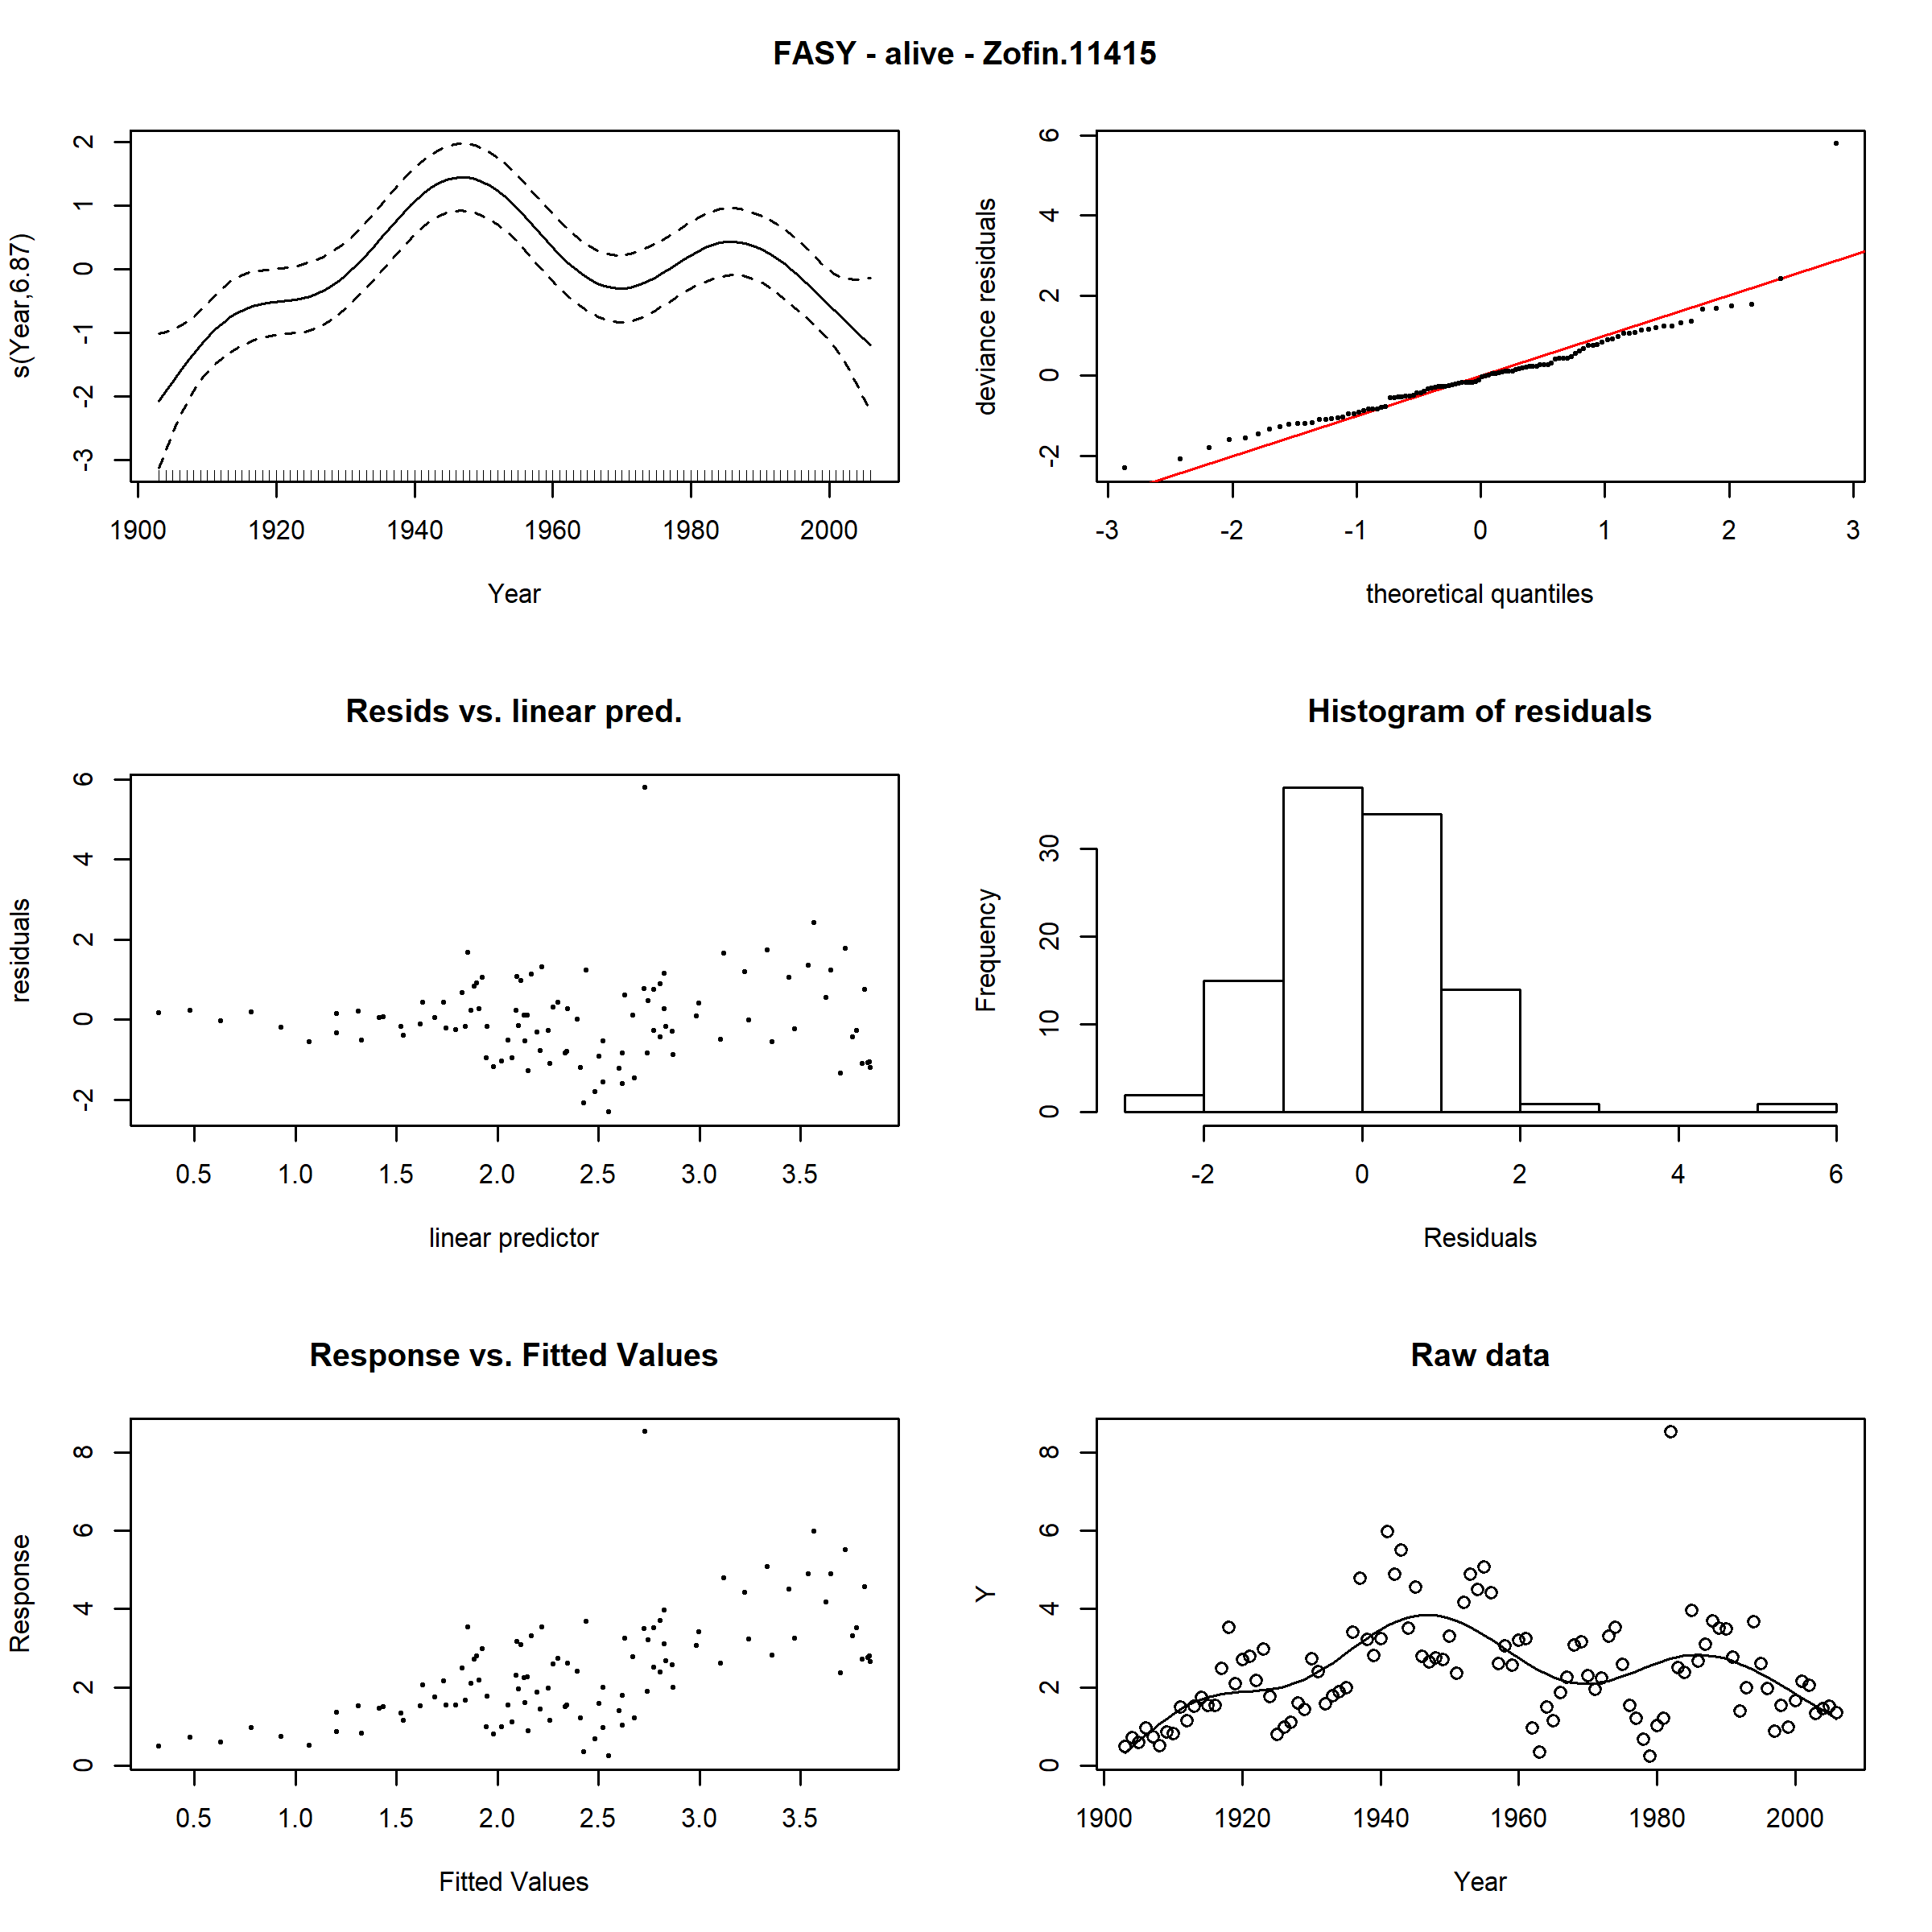 FASY - alive - Zofin.11415
s(Year,6.87)
2
1
0
-1
-2
-3
1900 1920 1940 1960 1980 2000
Year
deviance residuals
6
4
2
0
-2
-3 -2 -1 0 1 2 3
theoretical quantiles
Resids vs. linear pred.
residuals
6
4
2
0
-2
0.5 1.0 1.5 2.0 2.5 3.0 3.5
linear predictor
Histogram of residuals
Frequency
30
20
10
0
-2 0 2 4 6
Residuals
Response vs. Fitted Values
Response
8
6
4
2
0
0.5 1.0 1.5 2.0 2.5 3.0 3.5
Fitted Values
Raw data
Y
8
6
4
2
0
1900 1920 1940 1960 1980 2000
Year